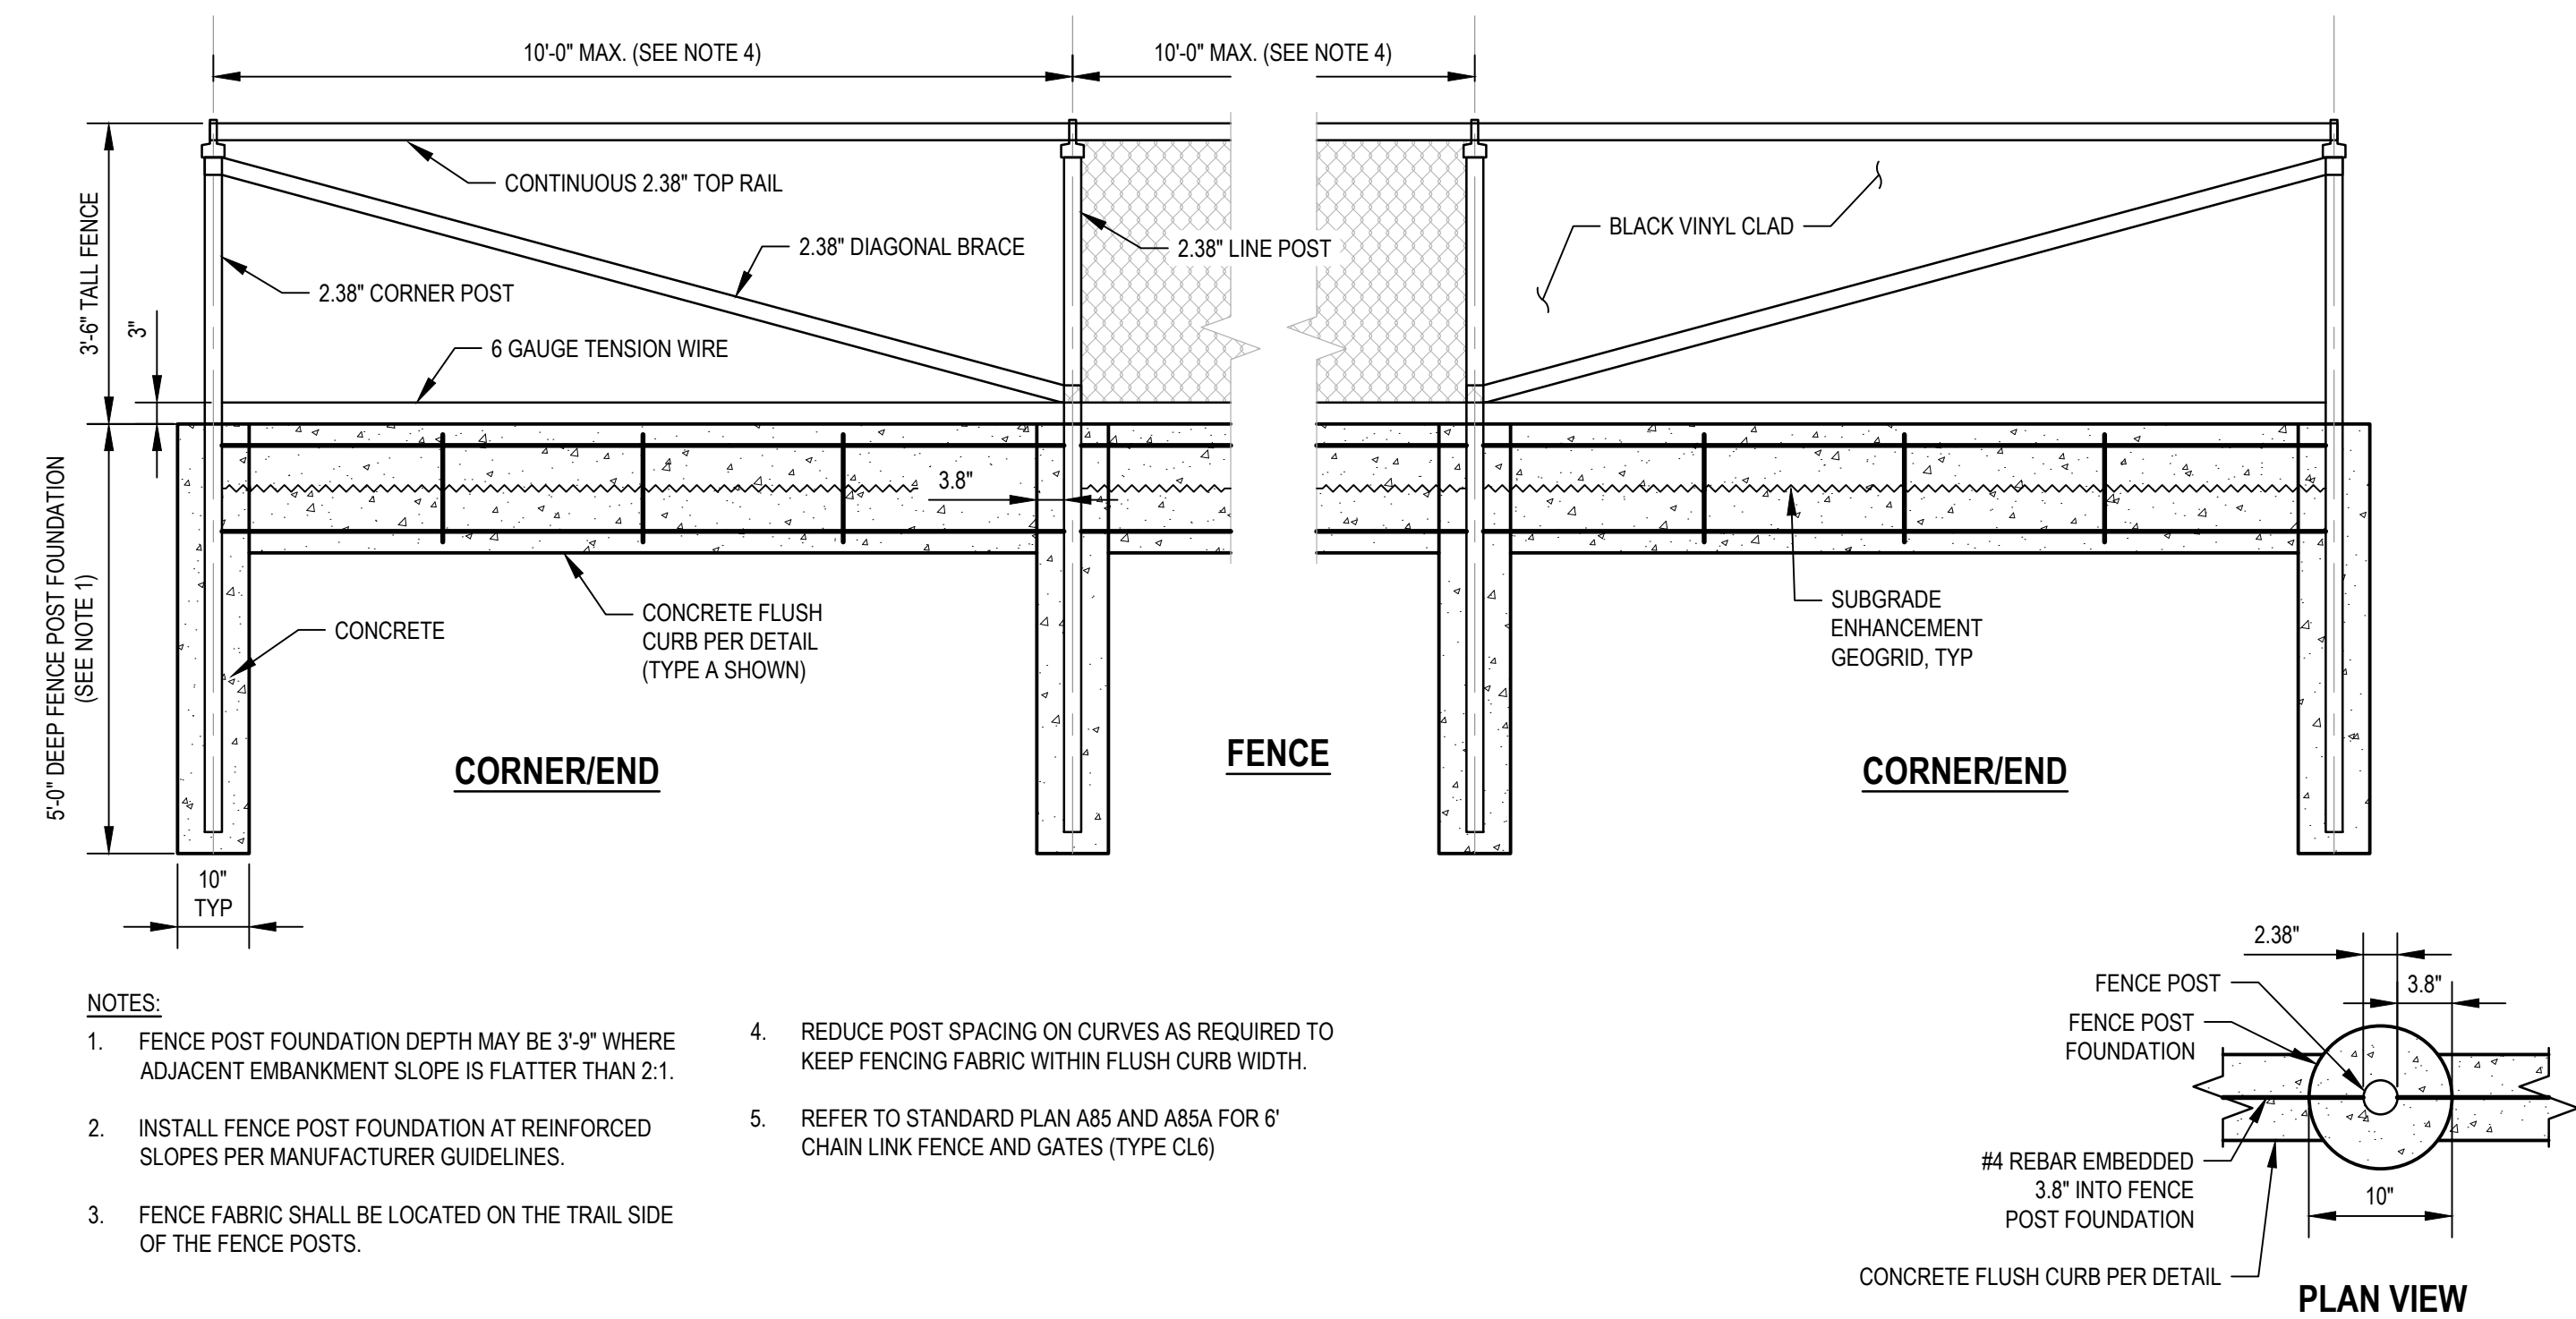 10'-0" MAX. (SEE NOTE 4)
10'-0" MAX. (SEE NOTE 4)
3'-6" TALL FENCE
3"
CONTINUOUS 2.38" TOP RAIL
2.38" DIAGONAL BRACE
2.38" CORNER POST
6 GAUGE TENSION WIRE
2.38" LINE POST
BLACK VINYL CLAD
3.8"
5'-0" DEEP FENCE POST FOUNDATION
(SEE NOTE 1)
CONCRETE
CONCRETE FLUSH
CURB PER DETAIL
(TYPE A SHOWN)
SUBGRADE
ENHANCEMENT
GEOGRID, TYP
CORNER/END
FENCE
CORNER/END
10"
TYP
NOTES:
1. FENCE POST FOUNDATION DEPTH MAY BE 3'-9" WHERE
ADJACENT EMBANKMENT SLOPE IS FLATTER THAN 2:1.
2. INSTALL FENCE POST FOUNDATION AT REINFORCED
SLOPES PER MANUFACTURER GUIDELINES.
3. FENCE FABRIC SHALL BE LOCATED ON THE TRAIL SIDE
OF THE FENCE POSTS.
4. REDUCE POST SPACING ON CURVES AS REQUIRED TO
KEEP FENCING FABRIC WITHIN FLUSH CURB WIDTH.
5. REFER TO STANDARD PLAN A85 AND A85A FOR 6'
CHAIN LINK FENCE AND GATES (TYPE CL6)
2.38"
3.8"
FENCE POST
FENCE POST
FOUNDATION
#4 REBAR EMBEDDED
3.8" INTO FENCE
POST FOUNDATION
10"
CONCRETE FLUSH CURB PER DETAIL
PLAN VIEW